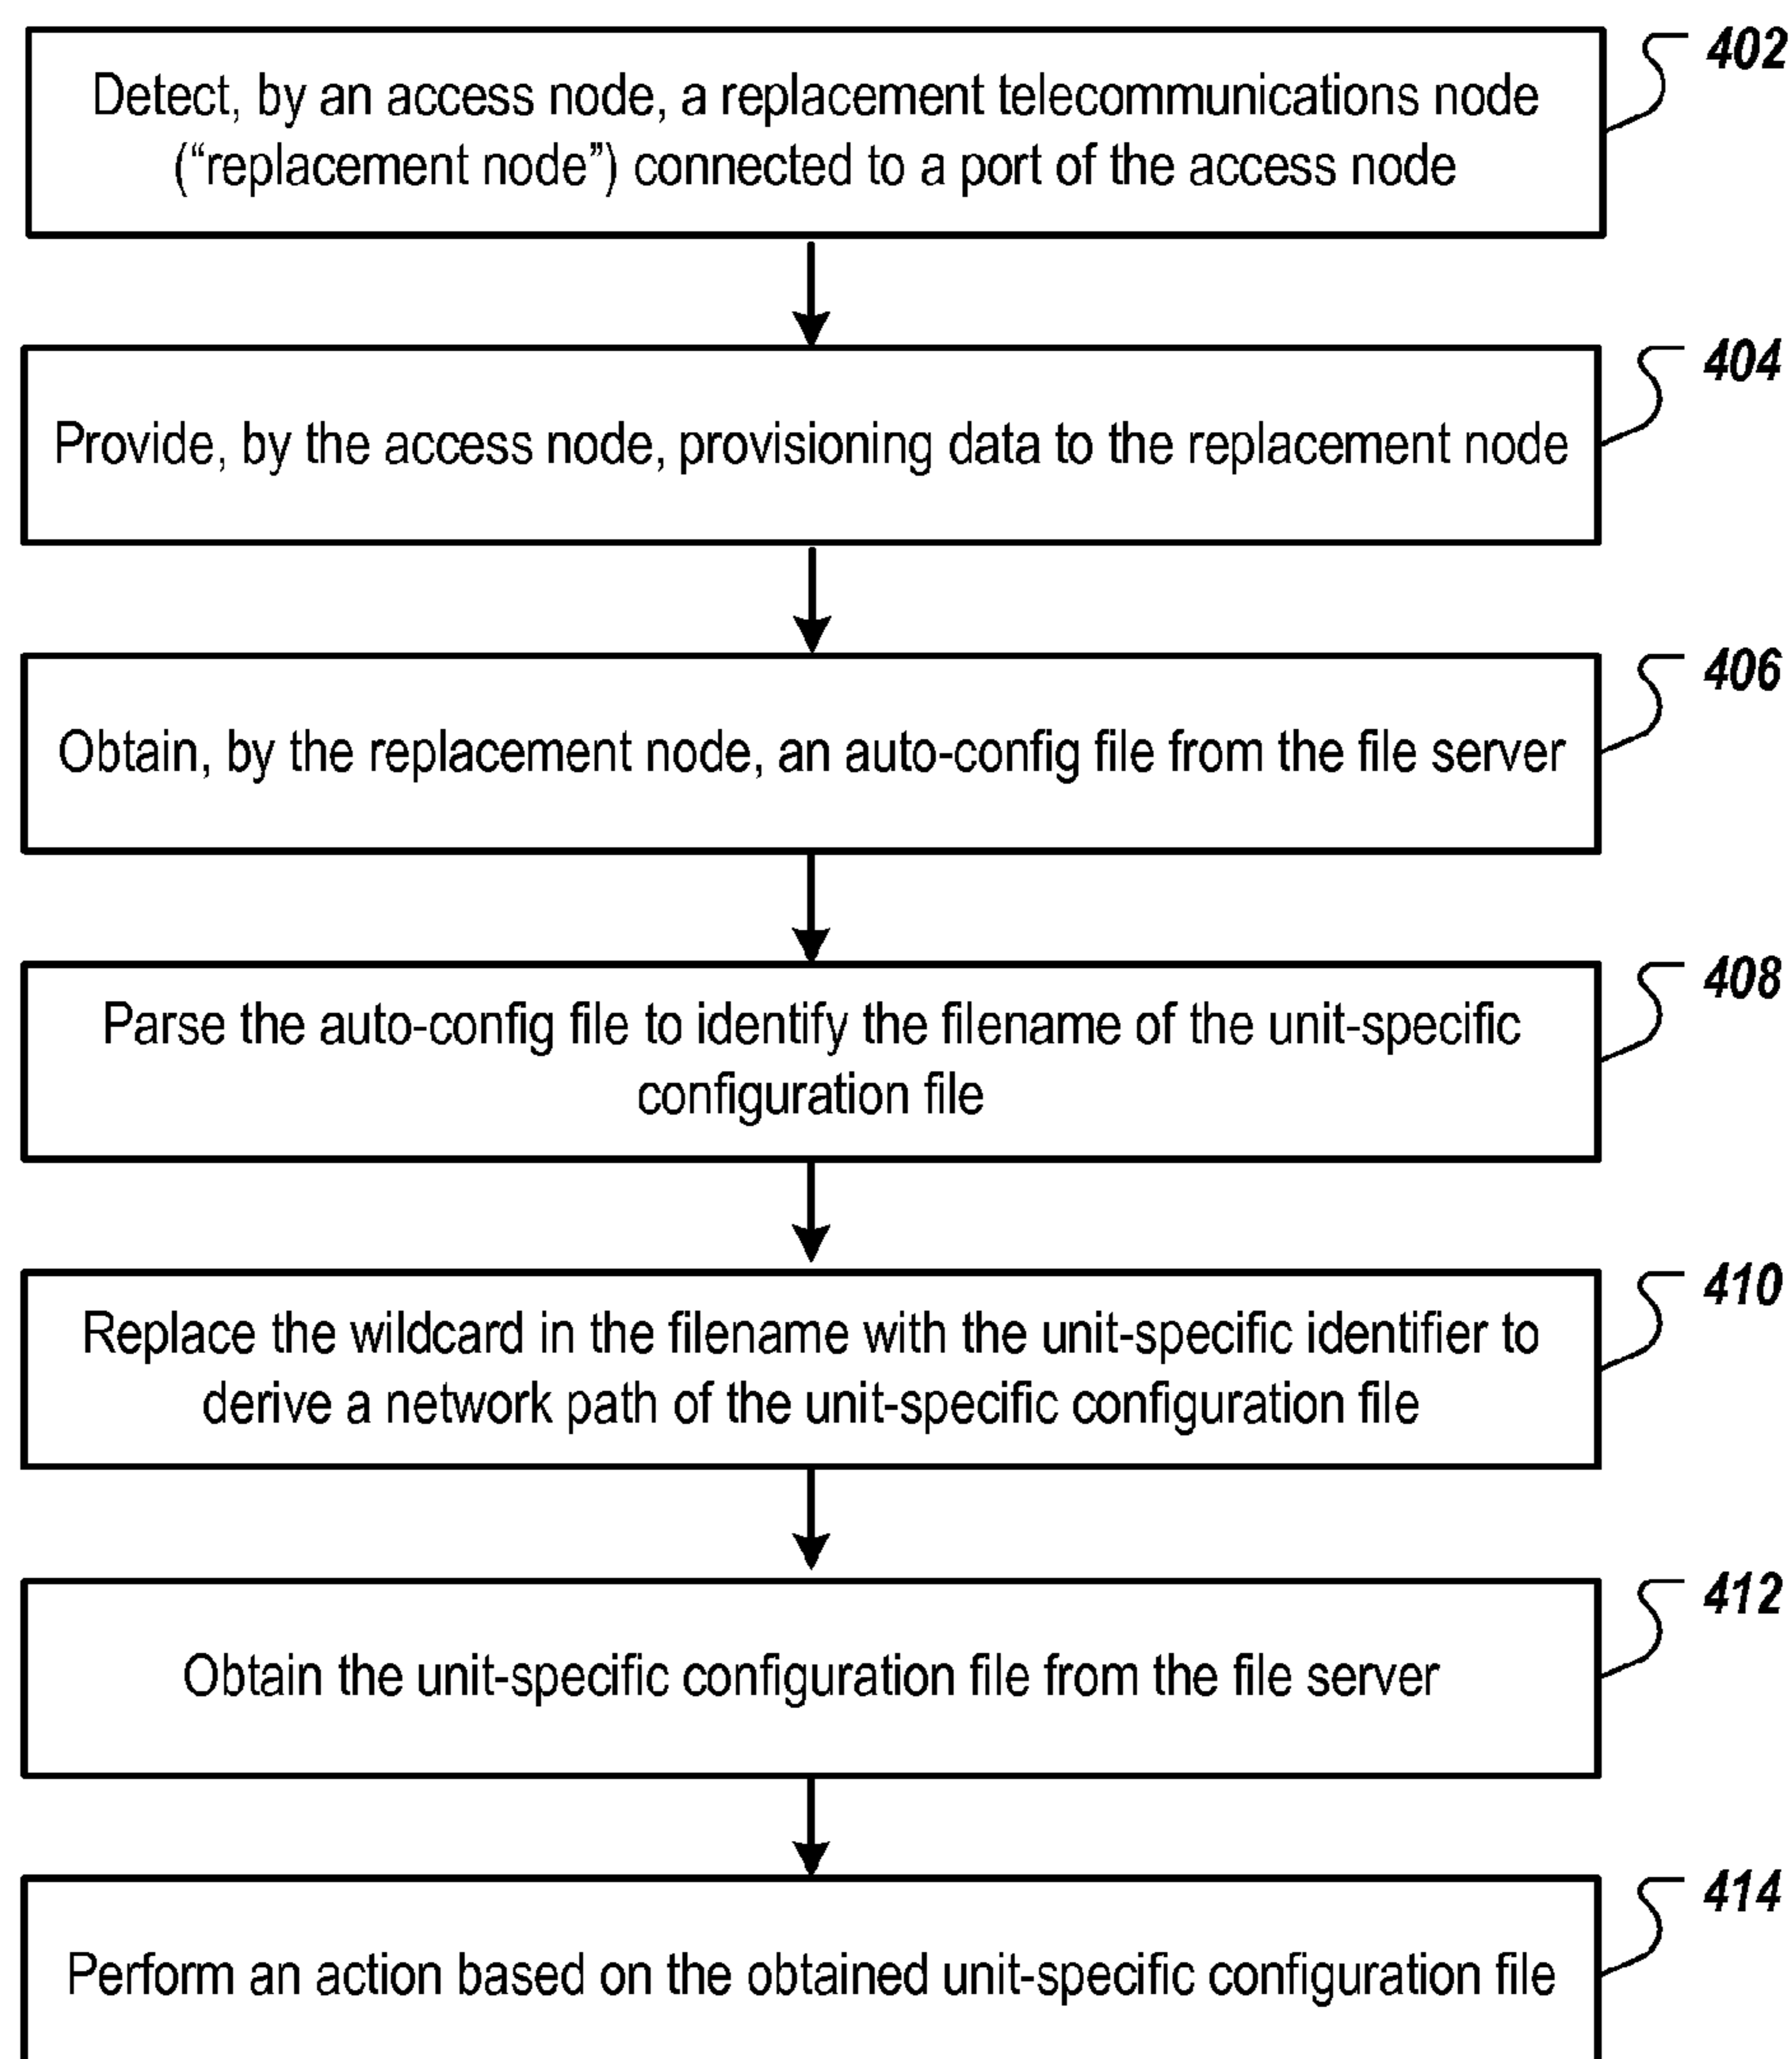 402
Detect, by an access node, a replacement telecommunications node
(“replacement node”) connected to a port of the access node
404
Provide, by the access node, provisioning data to the replacement node
406
Obtain, by the replacement node, an auto-config file from the file server
408
Parse the auto-config file to identify the filename of the unit-specific
configuration file
410
Replace the wildcard in the filename with the unit-specific identifier to
derive a network path of the unit-specific configuration file
412
Obtain the unit-specific configuration file from the file server
414
Perform an action based on the obtained unit-specific configuration file